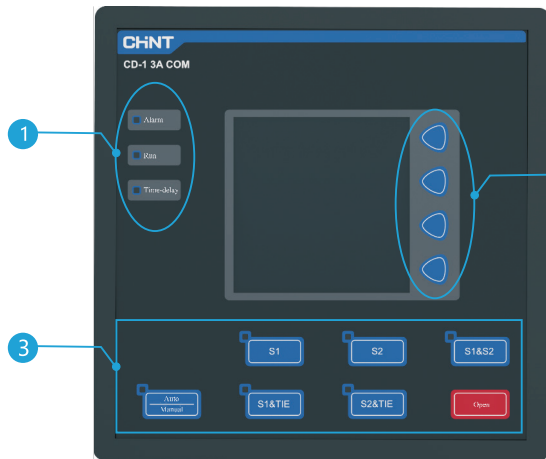 CHNT
CD-1 3A COM
1
Alarm
Run
Time-delay
3
S1
S2
S1&S2
Auto
Manual
S1&TIE
S2&TIE
Open